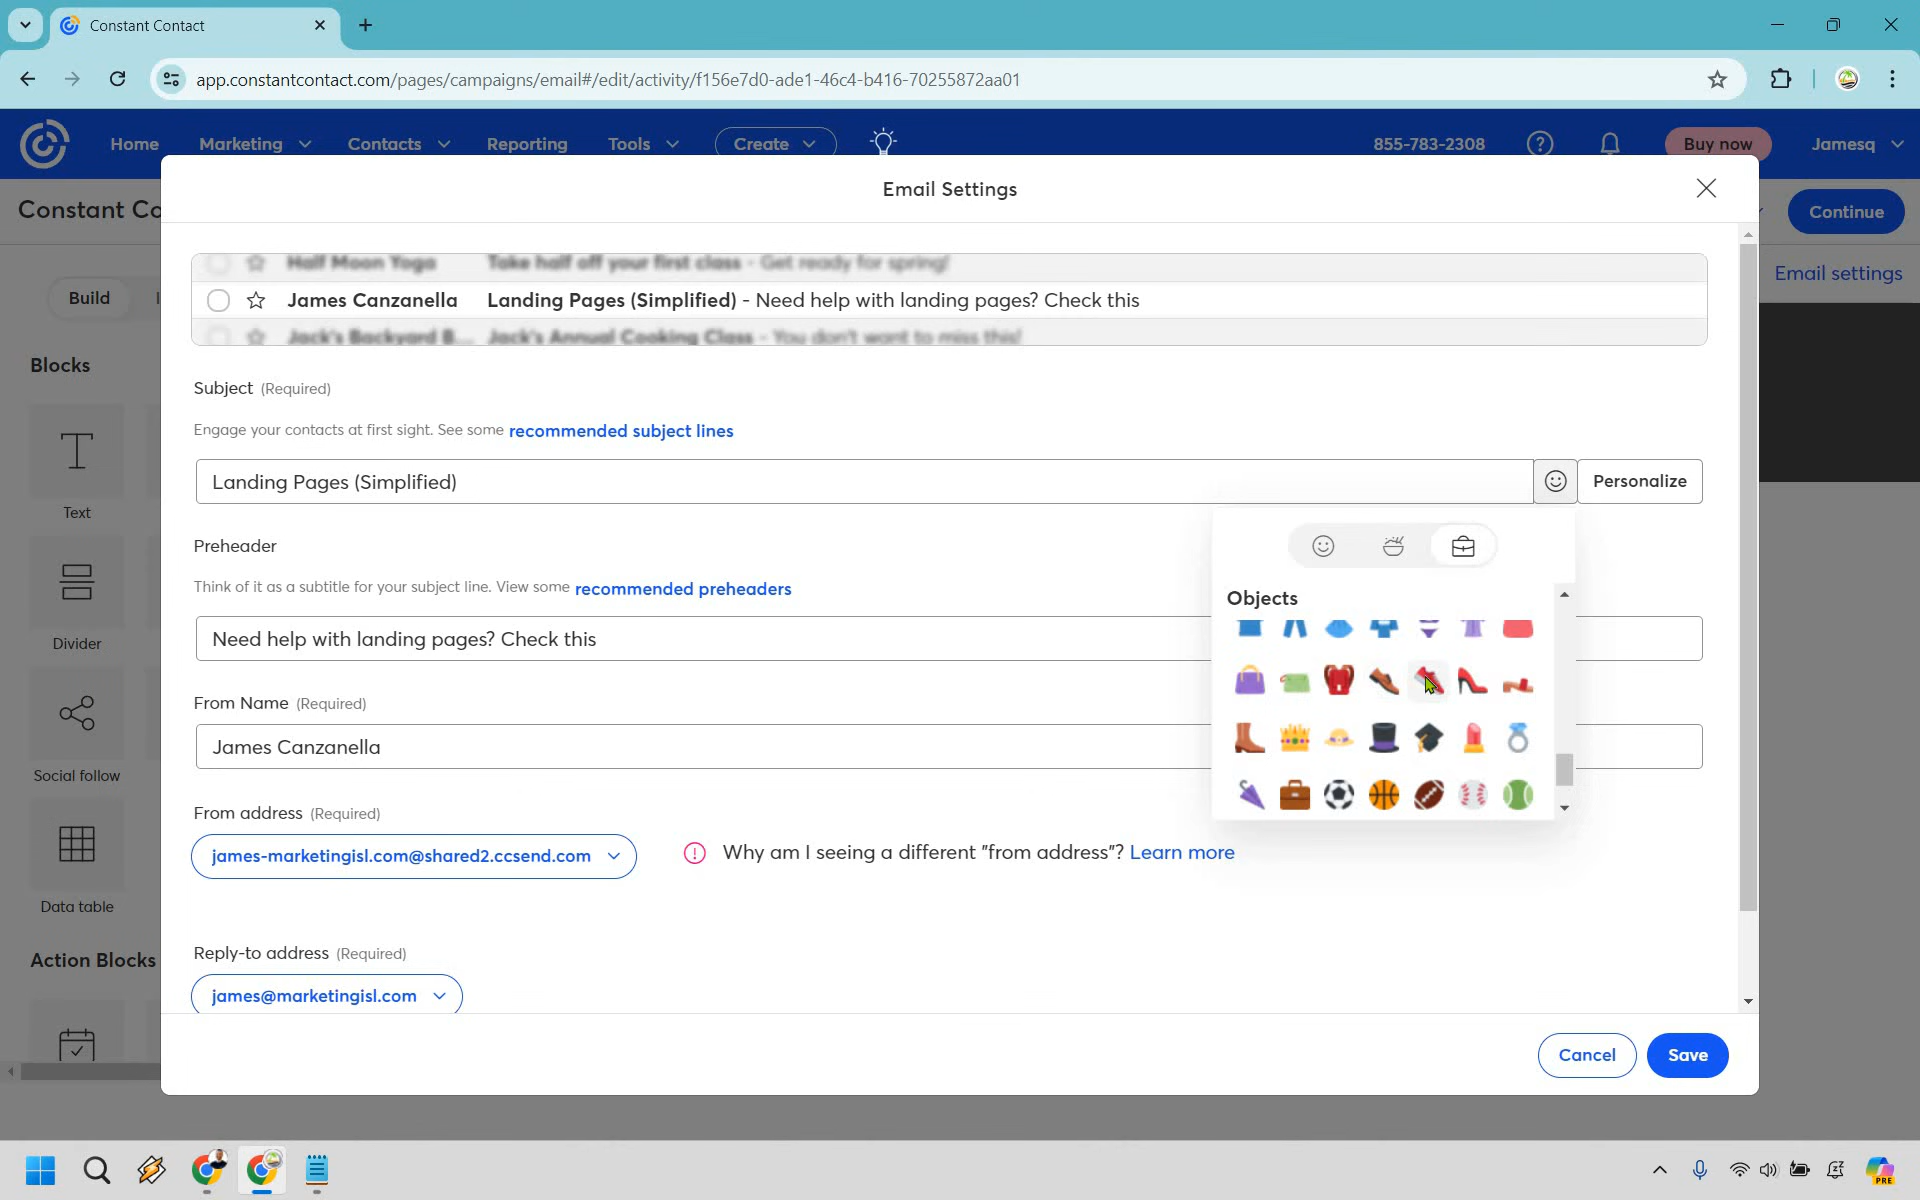 Constant Contact
app.constantcontact.com/pages/campaigns/email#/edit/activity/f156e7d0-ade1-46c4-b416-70255872aa01
Home
Marketing
Contacts
Reporting
Tools
Create
855-783-2308
Buy now
Jamesq
Constant Co
Email Settings
Continue
Email settings
Build
Half Moon Yoga Take half off your first class - Get ready for spring!
James Canzanella Landing Pages (Simplified) - Need help with landing pages? Check this
Jack's Backyard B... Jack's Annual Cooking Class - You don't want to miss this!
Blocks
Text
Divider
Social follow
Data table
Action Blocks
Subject (Required)
Engage your contacts at first sight. See some recommended subject lines
Landing Pages (Simplified)
Personalize
Preheader
Think of it as a subtitle for your subject line. View some recommended preheaders
Need help with landing pages? Check this
Objects
From Name (Required)
James Canzanella
From address (Required)
james-marketingisl.com@shared2.ccsend.com
Why am I seeing a different "from address"? Learn more
Reply-to address (Required)
james@marketingisl.com
Cancel
Save
PRE